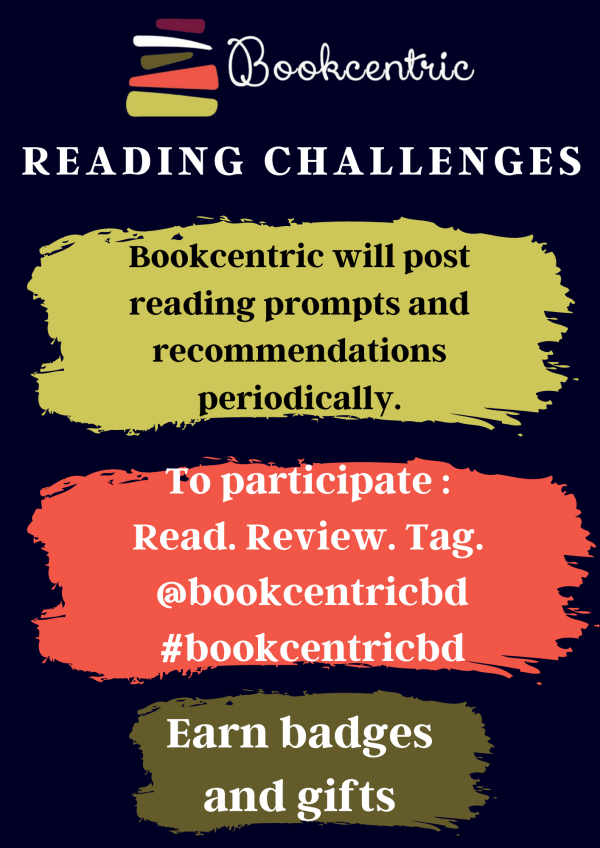 Bookcentric
READING CHALLENGES
Bookcentric will post
reading prompts and
recommendations
periodically.
To participate :
Read. Review. Tag.
@bookcentricbd
#bookcentricbd
Earn badges
and gifts